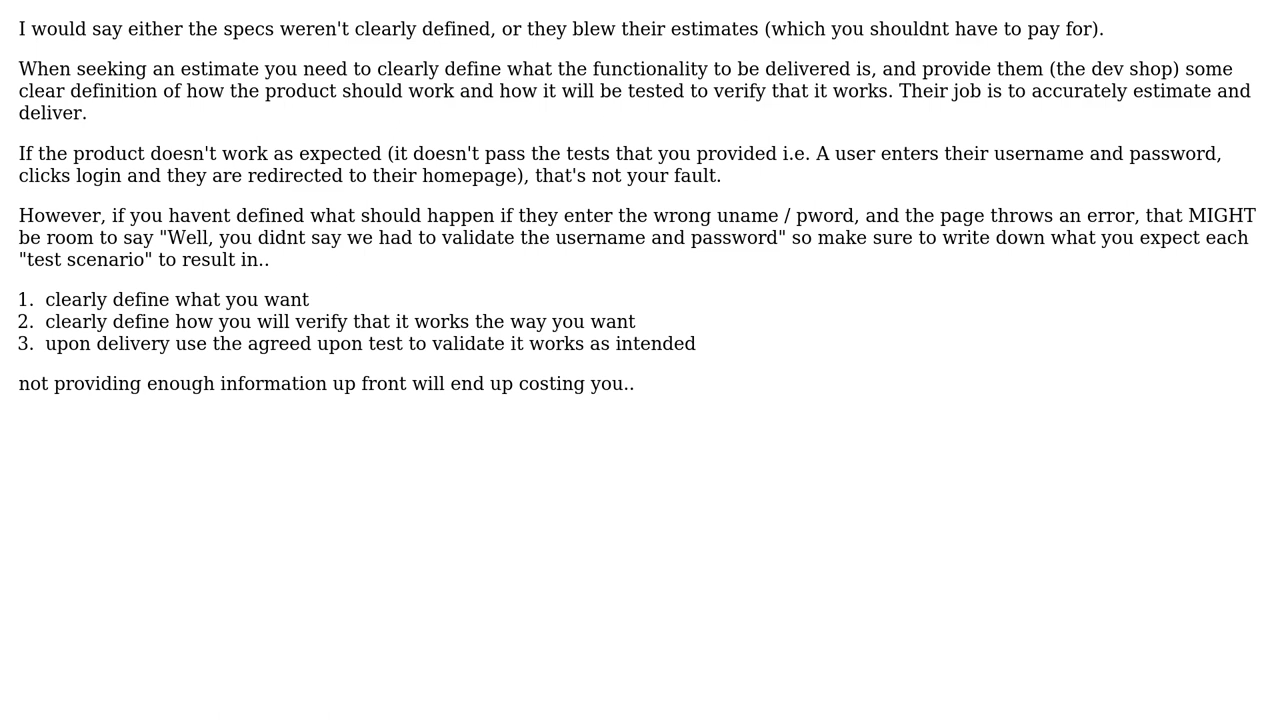 I would say either the specs weren't clearly defined, or they blew their estimates (which you shouldnt have to pay for).
When seeking an estimate you need to clearly define what the functionality to be delivered is, and provide them (the dev shop) some
clear definition of how the product should work and how it will be tested to verify that it works. Their job is to accurately estimate and
deliver.
If the product doesn't work as expected (it doesn't pass the tests that you provided i.e. A user enters their username and password,
clicks login and they are redirected to their homepage), that's not your fault.
However, if you havent defined what should happen if they enter the wrong uname / pword, and the page throws an error, that MIGHT
be room to say "Well, you didnt say we had to validate the username and password" so make sure to write down what you expect each
"test scenario" to result in..
1. clearly define what you want
2. clearly define how you will verify that it works the way you want
3. upon delivery use the agreed upon test to validate it works as intended
not providing enough information up front will end up costing you..